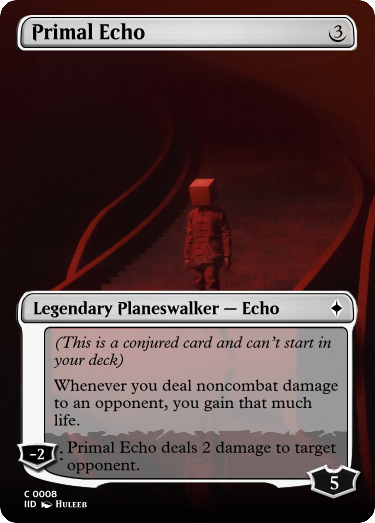 Primal Echo 3
Legendary Planeswalker — Echo
(This is a conjured card and can't start in
your deck)
Whenever you deal noncombat damage
to an opponent, you gain that much
life.
-2 : Primal Echo deals 2 damage to target
opponent.
5
C 0008
IID Huleeb